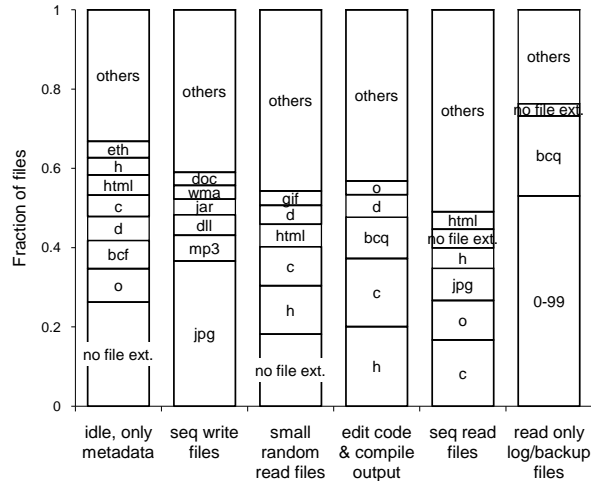 Fraction of files
1
0.8
0.6
0.4
0.2
0
others
eth
h
html
c
d
bcf
o
no file ext.
others
doc
wma
jar
dll
mp3
jpg
others
gif
d
html
c
h
no file ext.
others
o
d
bcq
c
h
others
html
no file ext.
h
jpg
o
c
others
no file ext.
bcq
0-99
idle, only
metadata
seq write
files
small
random
read files
edit code
& compile
output
seq read
files
read only
log/backup
files